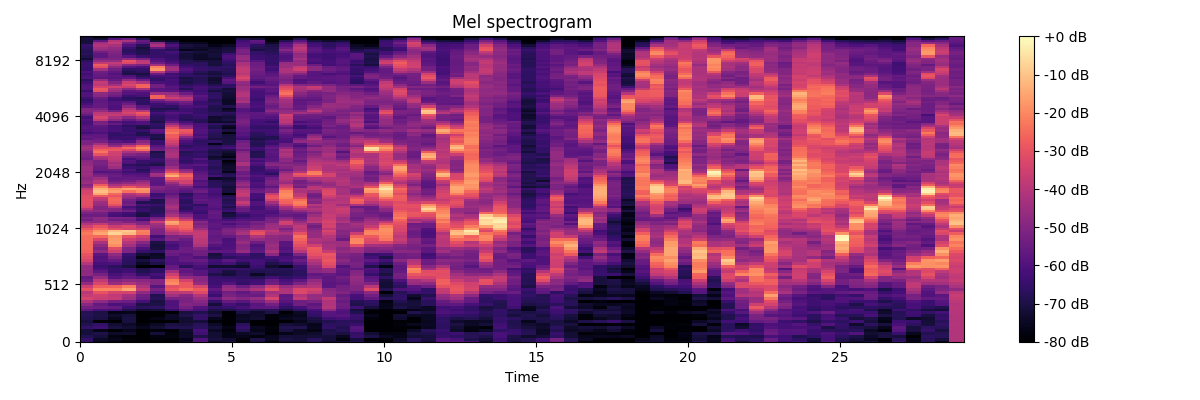 Mel spectrogram
Hz
8192
4096
2048
1024
512
0
0 5 10 15 20 25
Time
+0 dB
-10 dB
-20 dB
-30 dB
-40 dB
-50 dB
-60 dB
-70 dB
-80 dB